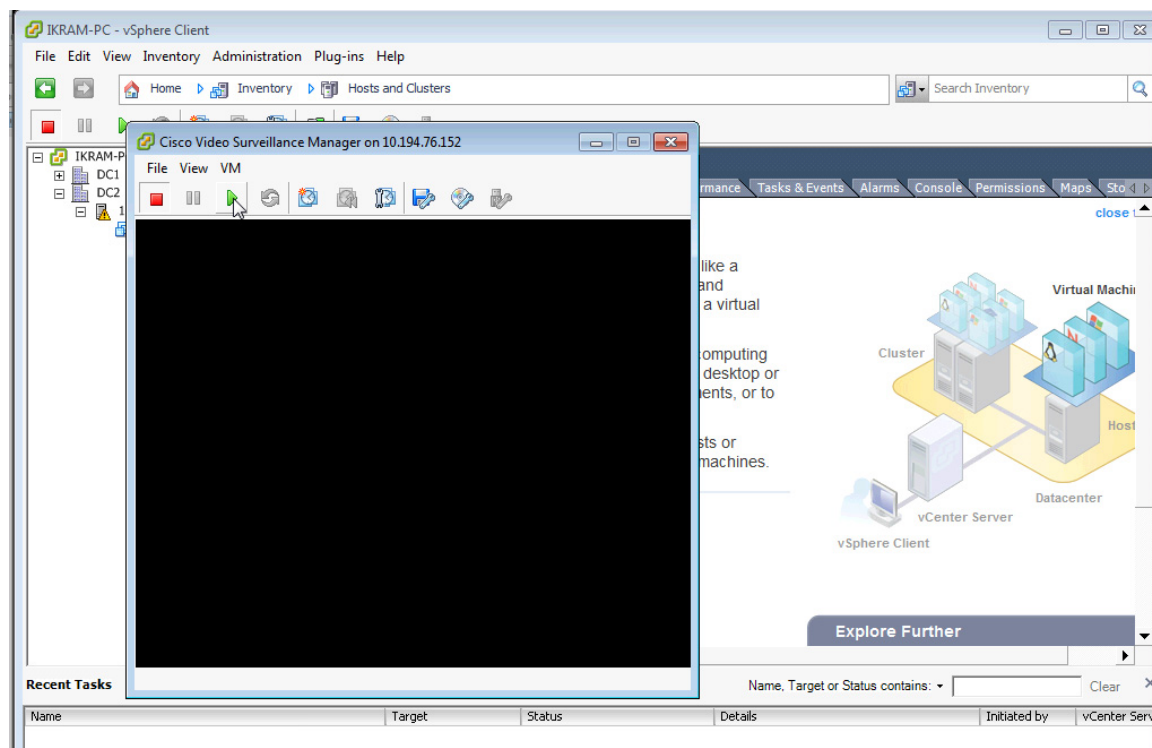 IKRAM-PC - vSphere Client
File Edit View Inventory Administration Plug-ins Help
Home Inventory Hosts and Clusters Search Inventory
Cisco Video Surveillance Manager on 10.194.76.152
File View VM
IKRAM-P
DC1
DC2
1
rmance Tasks & Events Alarms Console Permissions Maps Sto
close
like a
and
a virtual
Virtual Machi
computing
desktop or
ents, or to
Cluster
sts or
machines.
Host
Datacenter
vCenter Server
vSphere Client
Explore Further
Recent Tasks Name, Target or Status contains: Clear
Name Target Status Details Initiated by vCenter Serv